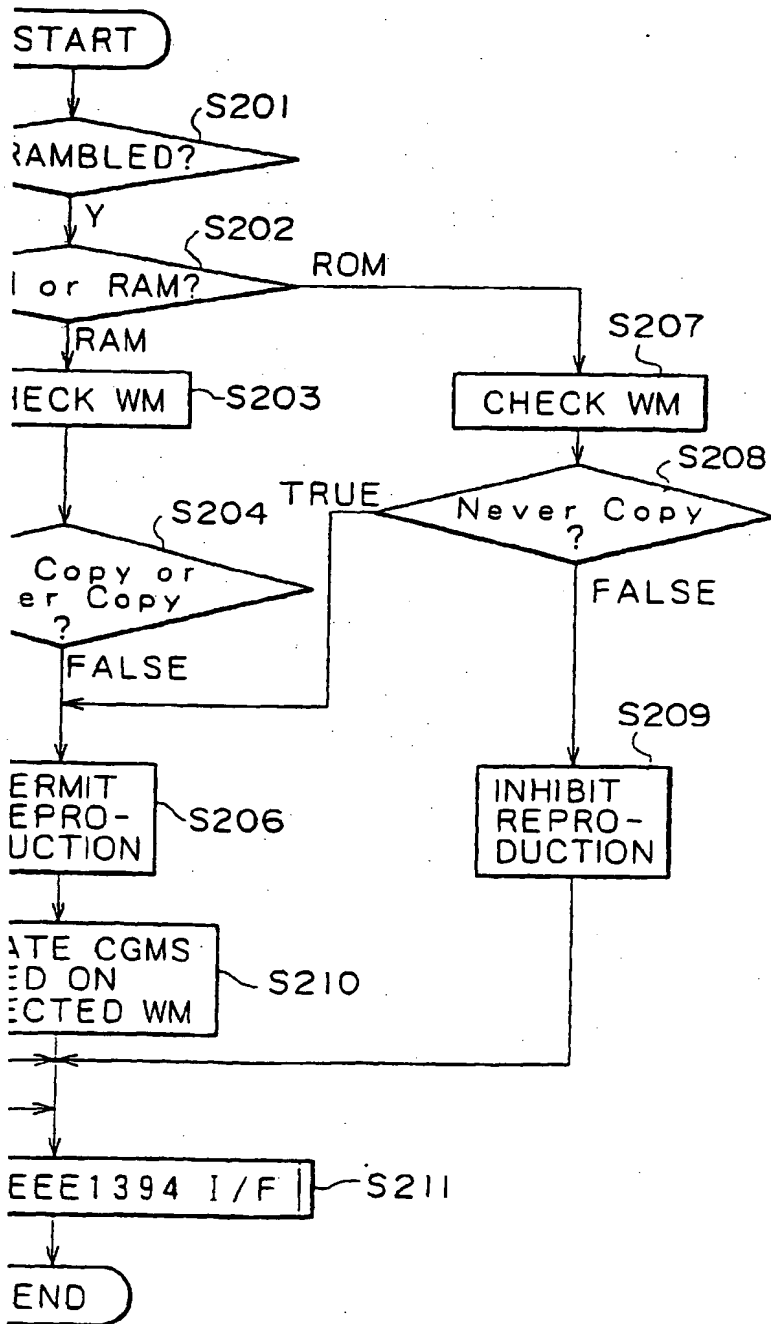 START
S201
RAMBLED?
Y
S202
or RAM?
ROM
RAM
S207
HECK WM
S203
CHECK WM
S208
TRUE
Never Copy
?
S204
Copy or
er Copy
?
FALSE
FALSE
S209
ERMIT
EPRO-
UCTION
S206
INHIBIT
REPRO-
DUCTION
ATE CGMS
ED ON
ECTED WM
S210
EEE1394 I/F
S211
END